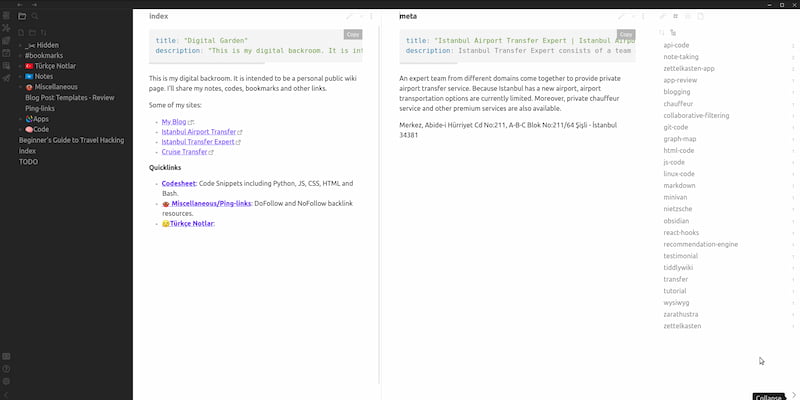 _✂ Hidden
#bookmarks
🇹🇷 Türkçe Notlar
Notes
Miscellaneous
Blog Post Templates - Review
Ping-links
Apps
🧠Code
Beginner's Guide to Travel Hacking
index
TODO
index
Copy
title: "Digital Garden"
description: "This is my digital backroom. It is in
This is my digital backroom. It is intended to be a personal public wiki
page. I'll share my notes, codes, bookmarks and other links.
Some of my sites:
My Blog
Istanbul Airport Transfer
Istanbul Transfer Expert
Cruise Transfer
Quicklinks
Codesheet: Code Snippets including Python, JS, CSS, HTML and
Bash.
Miscellaneous/Ping-links: DoFollow and NoFollow backlink
resources.
Türkçe Notlar:
meta
Copy
title: "Istanbul Airport Transfer Expert | Istanbul Airpo
description: Istanbul Transfer Expert consists of a team
An expert team from different domains come together to provide private
airport transfer service. Because Istanbul has a new airport, airport
transportation options are currently limited. Moreover, private chauffeur
service and other premium services are also available.
Merkez, Abide-i Hürriyet Cd No:211, A-B-C Blok No:211/64 Şişli - İstanbul
34381
api-code
note-taking
zettelkasten-app
app-review
blogging
chauffeur
collaborative-filtering
git-code
graph-map
html-code
js-code
linux-code
markdown
minivan
nietzsche
obsidian
react-hooks
recommendation-engine
testimonial
tiddlywiki
transfer
tutorial
wysiwyg
zarathustra
zettelkasten
Collapse